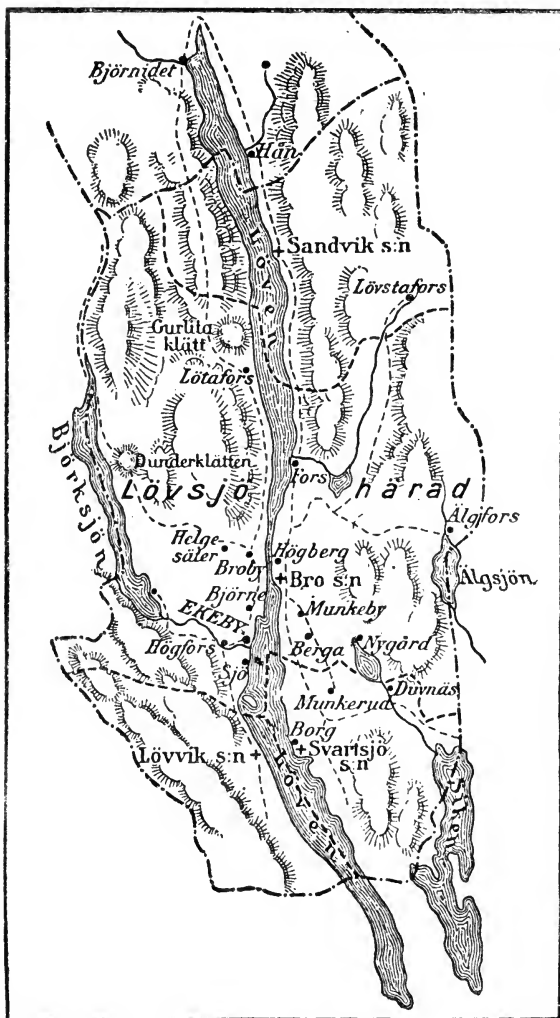 Björnidet
Hån
Löven
Sandvik s:n
Lövstafors
Gurlita
klätt
Lötafors
Björksjön
Dunderklätten
Fors
Lövsjö härad
Älgfors
Helge-
säter
Broby
Högberg
Bro s:n
Älgsjön
Björne
Munkeby
EKEBY
Högfors
Berga
Nygård
Sjö
Munkerud
Duvnäs
Borg
Lövvik s:n
Svartsjö
s:n
Löven